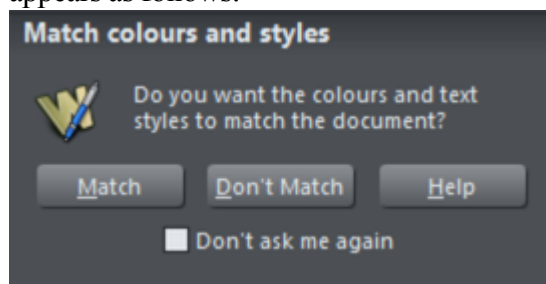 Match colours and styles
Do you want the colours and text
styles to match the document?
Match Don't Match Help
Don't ask me again